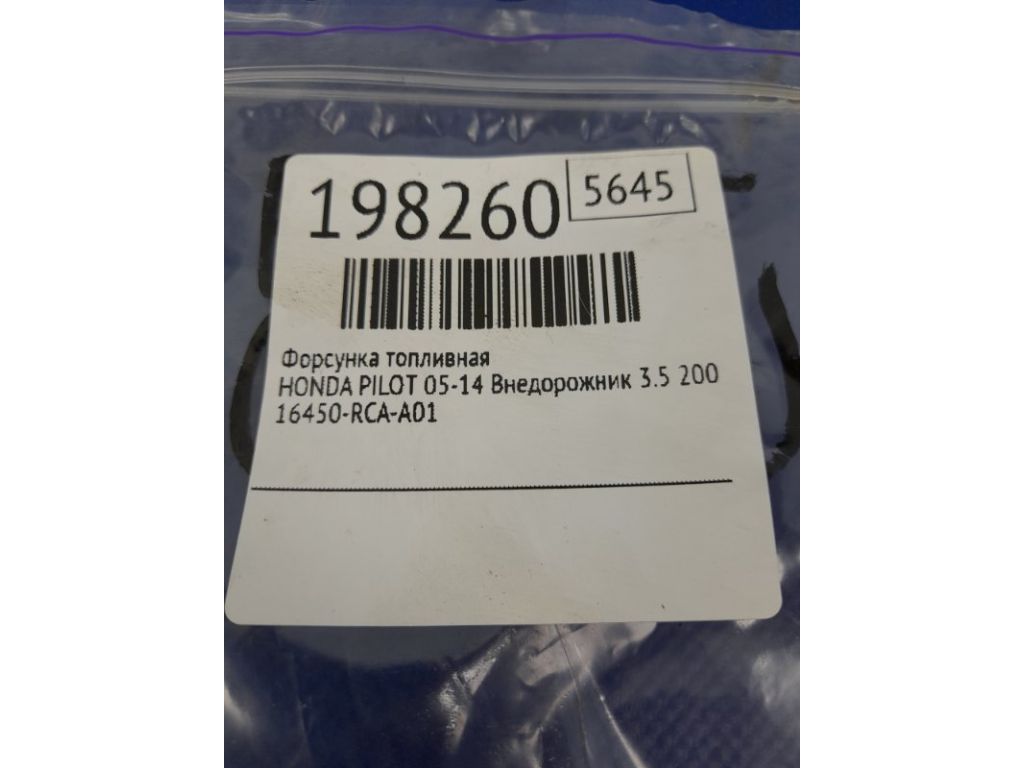 198260 5645
Форсунка топливная
HONDA PILOT 05-14 Внедорожник 3.5 200
16450-RCA-A01